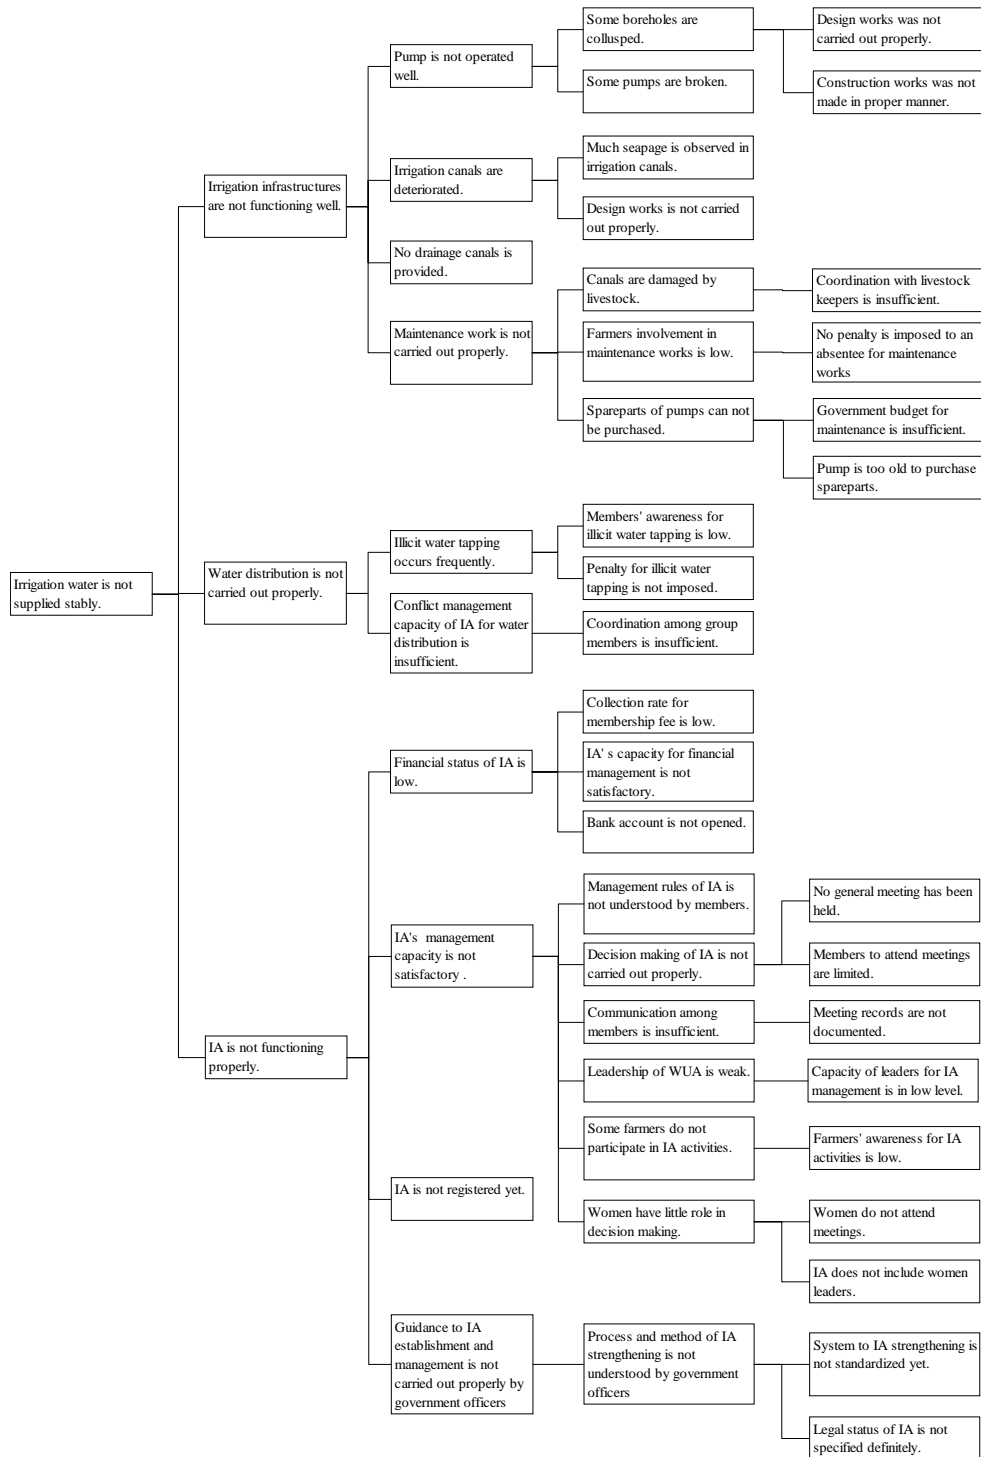 Irrigation water is not
supplied stably.
Irrigation infrastructures
are not functioning well.
Pump is not operated
well.
Some boreholes are
collusped.
Design works was not
carried out properly.
Construction works was not
made in proper manner.
Some pumps are broken.
Irrigation canals are
deteriorated.
Much seapage is observed in
irrigation canals.
Design works is not carried
out properly.
No drainage canals is
provided.
Maintenance work is not
carried out properly.
Canals are damaged by
livestock.
Coordination with livestock
keepers is insufficient.
Farmers involvement in
maintenance works is low.
No penalty is imposed to an
absentee for maintenance
works
Spareparts of pumps can not
be purchased.
Government budget for
maintenance is insufficient.
Pump is too old to purchase
spareparts.
Water distribution is not
carried out properly.
Illicit water tapping
occurs frequently.
Members' awareness for
illicit water tapping is low.
Penalty for illicit water
tapping is not imposed.
Conflict management
capacity of IA for water
distribution is
insufficient.
Coordination among group
members is insufficient.
IA is not functioning
properly.
Financial status of IA is
low.
Collection rate for
membership fee is low.
IA' s capacity for financial
management is not
satisfactory.
Bank account is not opened.
IA's  management
capacity is not
satisfactory .
Management rules of IA is
not understood by members.
Decision making of IA is not
carried out properly.
No general meeting has been
held.
Members to attend meetings
are limited.
Communication among
members is insufficient.
Meeting records are not
documented.
Leadership of WUA is weak.
Capacity of leaders for IA
management is in low level.
Some farmers do not
participate in IA activities.
Farmers' awareness for IA
activities is low.
Women have little role in
decision making.
Women do not attend
meetings.
IA does not include women
leaders.
IA is not registered yet.
Guidance to IA
establishment and
management is not
carried out properly by
government officers
Process and method of IA
strengthening is not
understood by government
officers
System to IA strengthening is
not standardized yet.
Legal status of IA is not
specified definitely.